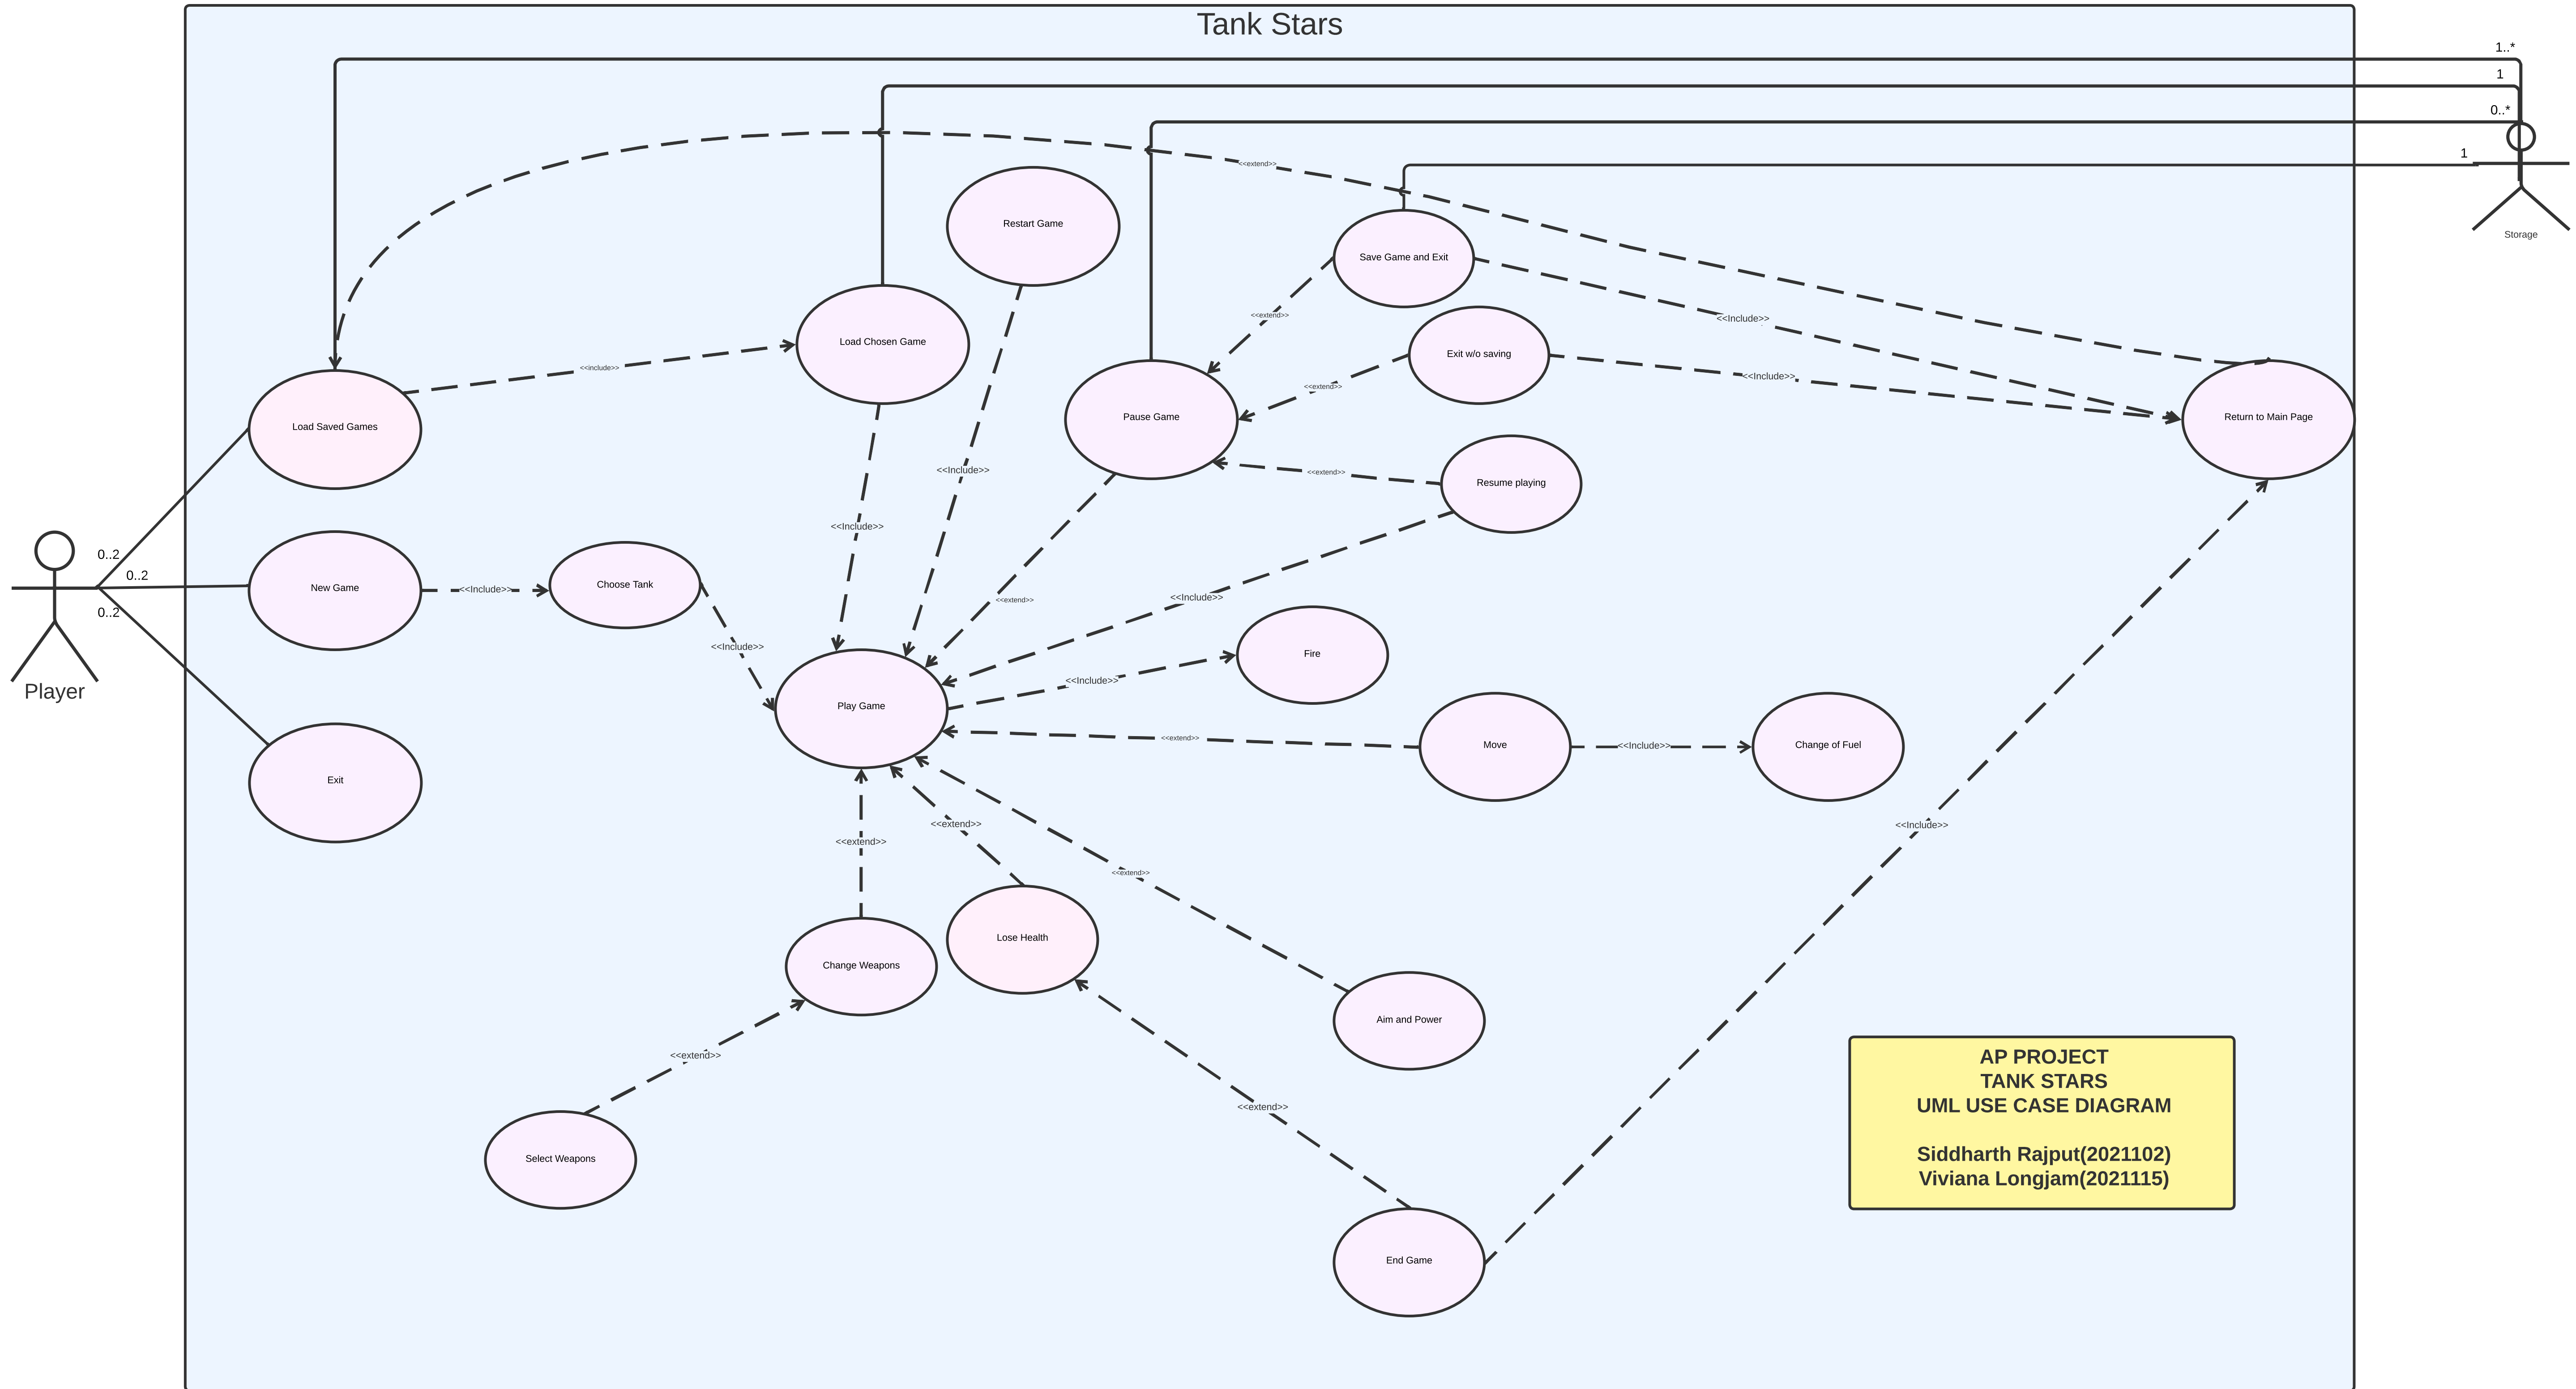 Tank Stars
1..*
1
0..*
1
<<extend>>
Restart Game
Storage
Save Game and Exit
<<extend>>
<<Include>>
Load Chosen Game
Exit w/o saving
<<include>>
<<Include>>
<<extend>>
Load Saved Games
Pause Game
Return to Main Page
<<Include>>
<<extend>>
Resume playing
<<Include>>
0..2
0..2
New Game
<<Include>>
Choose Tank
<<extend>>
<<Include>>
0..2
<<Include>>
Fire
<<Include>>
Player
Play Game
<<extend>>
Move
<<Include>>
Change of Fuel
Exit
<<extend>>
<<Include>>
<<extend>>
<<extend>>
Lose Health
Change Weapons
Aim and Power
<<extend>>
AP PROJECT
TANK STARS
UML USE CASE DIAGRAM
<<extend>>
Select Weapons
Siddharth Rajput(2021102)
Viviana Longjam(2021115)
End Game